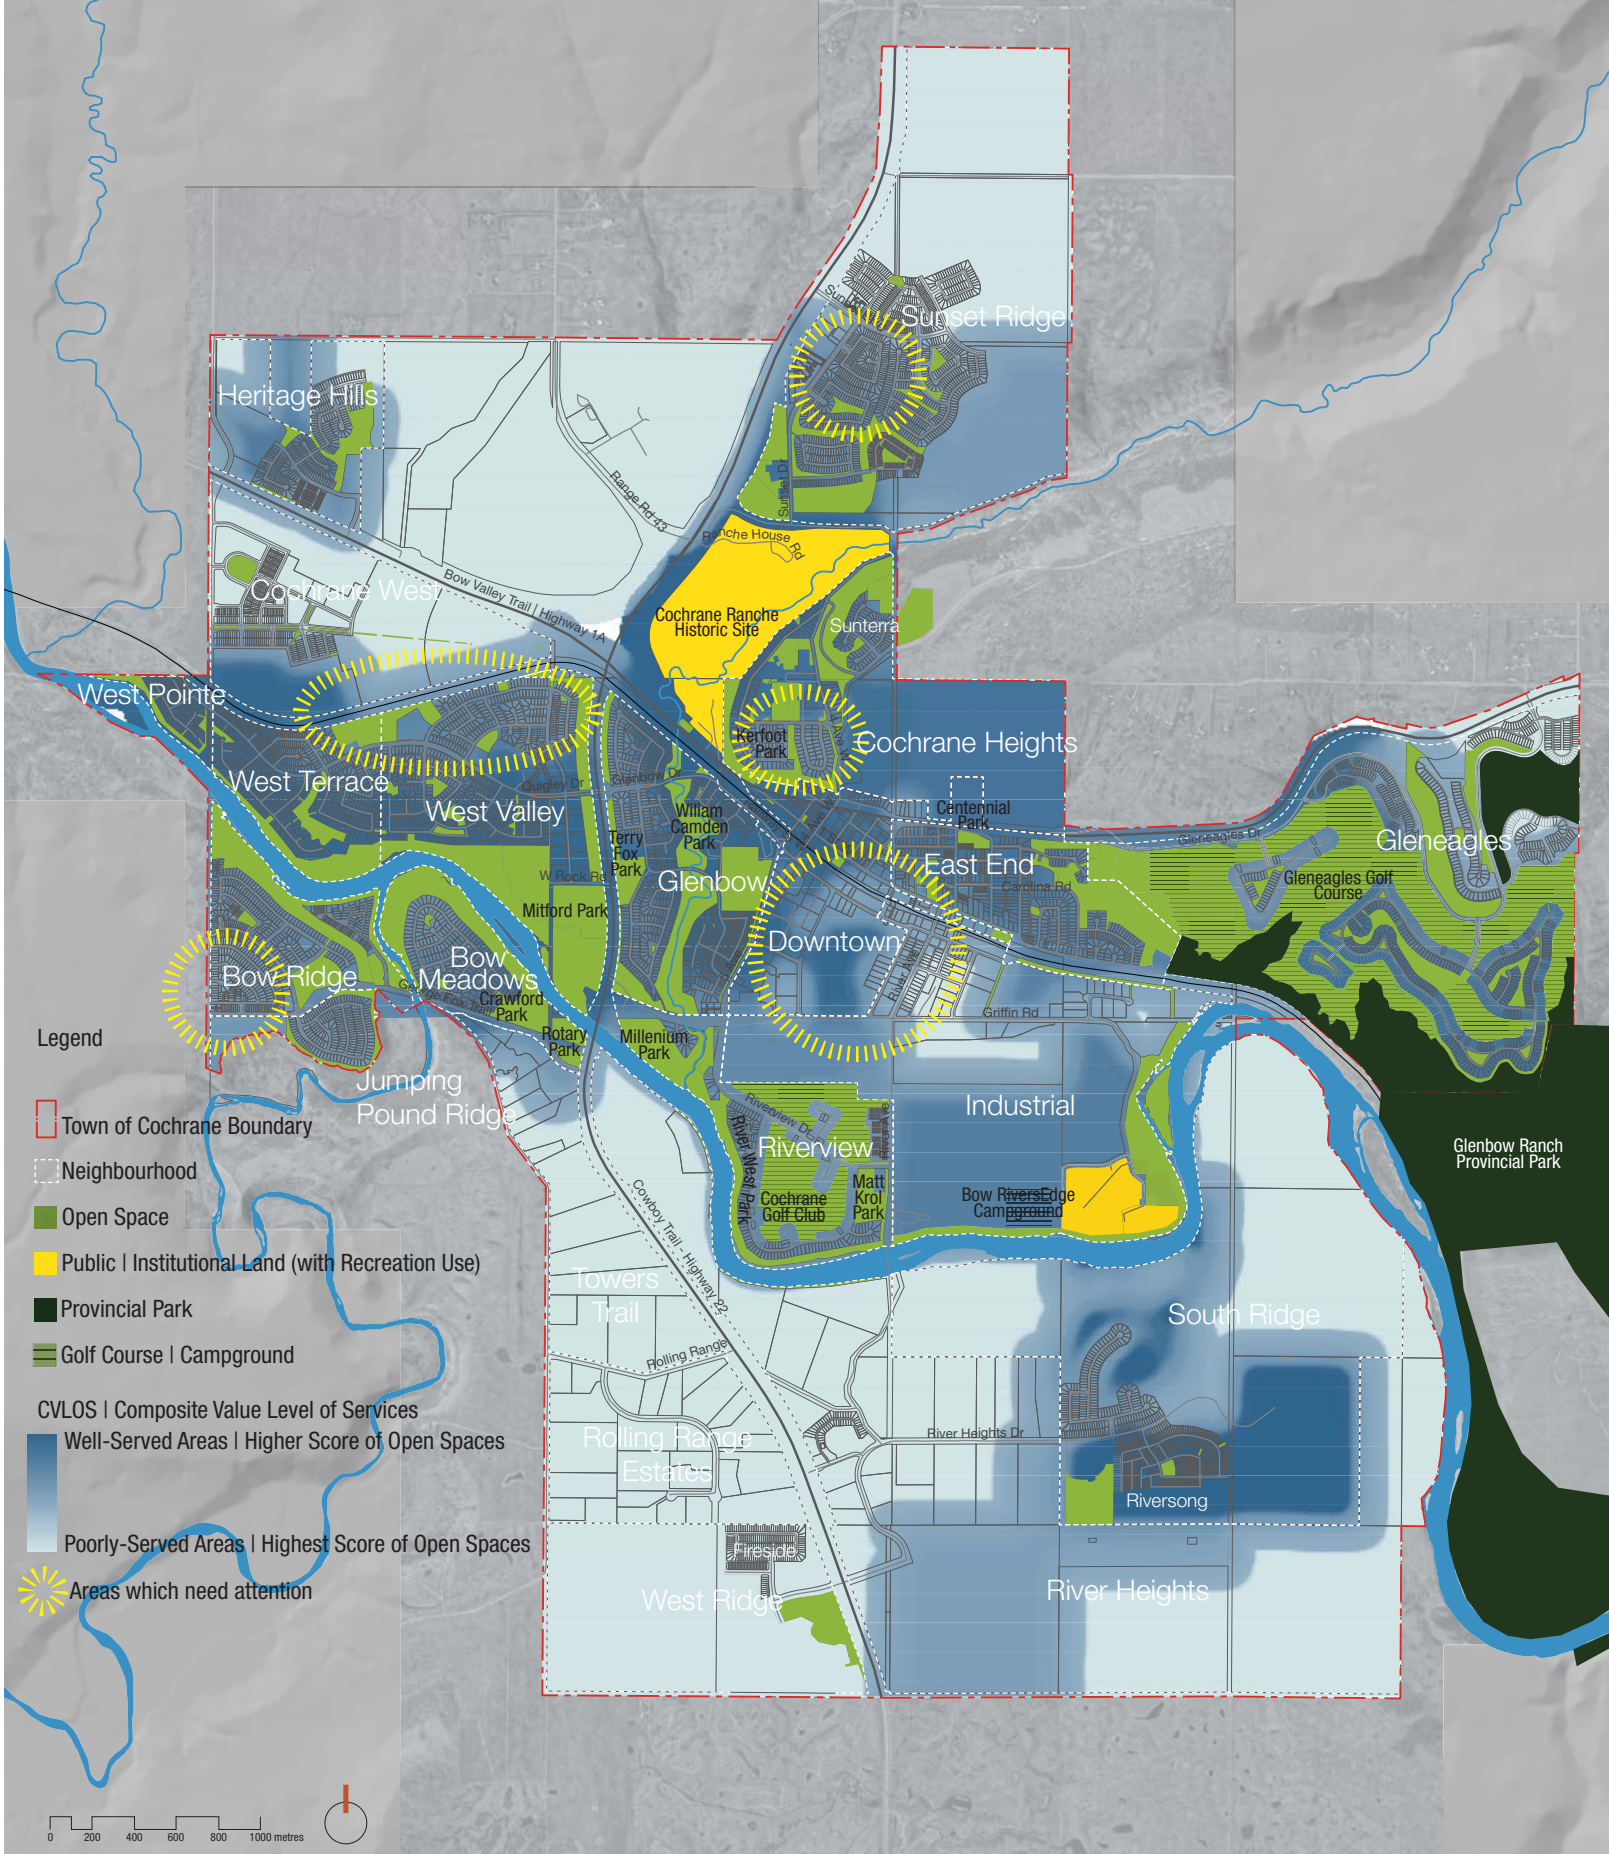 Sunset Ridge
Heritage Hills
Sunset Dr
Range Rd 43
Ranche House Rd
Cochrane West
Bow Valley Trail | Highway 1A
Cochrane Ranche
Historic Site
Sunterra
West Pointe
Kerfoot
Park
Cochrane Heights
West Terrace
Quigley Dr
Glenbow Dr
West Valley
Wiliam
Camden
Park
Centennial
Park
Gleneagles Dr
Gleneagles
Terry
Fox
Park
East End
W Rock Rd
Glenbow
Carolina Rd
Gleneagles Golf
Course
Mitford Park
Downtown
Bow Ridge
Bow
Meadows
George Fox Trail
Crawford
Park
River Ave
Griffin Rd
Rotary
Park
Millenium
Park
Legend
Jumping
Pound Ridge
Town of Cochrane Boundary
Neighbourhood
Open Space
Public | Institutional Land (with Recreation Use)
Provincial Park
Golf Course | Campground
CVLOS | Composite Value Level of Services
Well-Served Areas | Higher Score of Open Spaces
Poorly-Served Areas | Highest Score of Open Spaces
Areas which need attention
Industrial
Riverview Dr
Riverview
River West Park
Matt
Krol
Park
Cochrane
Golf Club
Bow RiversEdge
Campground
Glenbow Ranch
Provincial Park
Cowboy Trail - Highway 22
Towers
Trail
South Ridge
Rolling Range
Rolling Range
Estates
River Heights Dr
Riversong
Fireside
West Ridge
River Heights
0 200 400 600 800 1000 metres